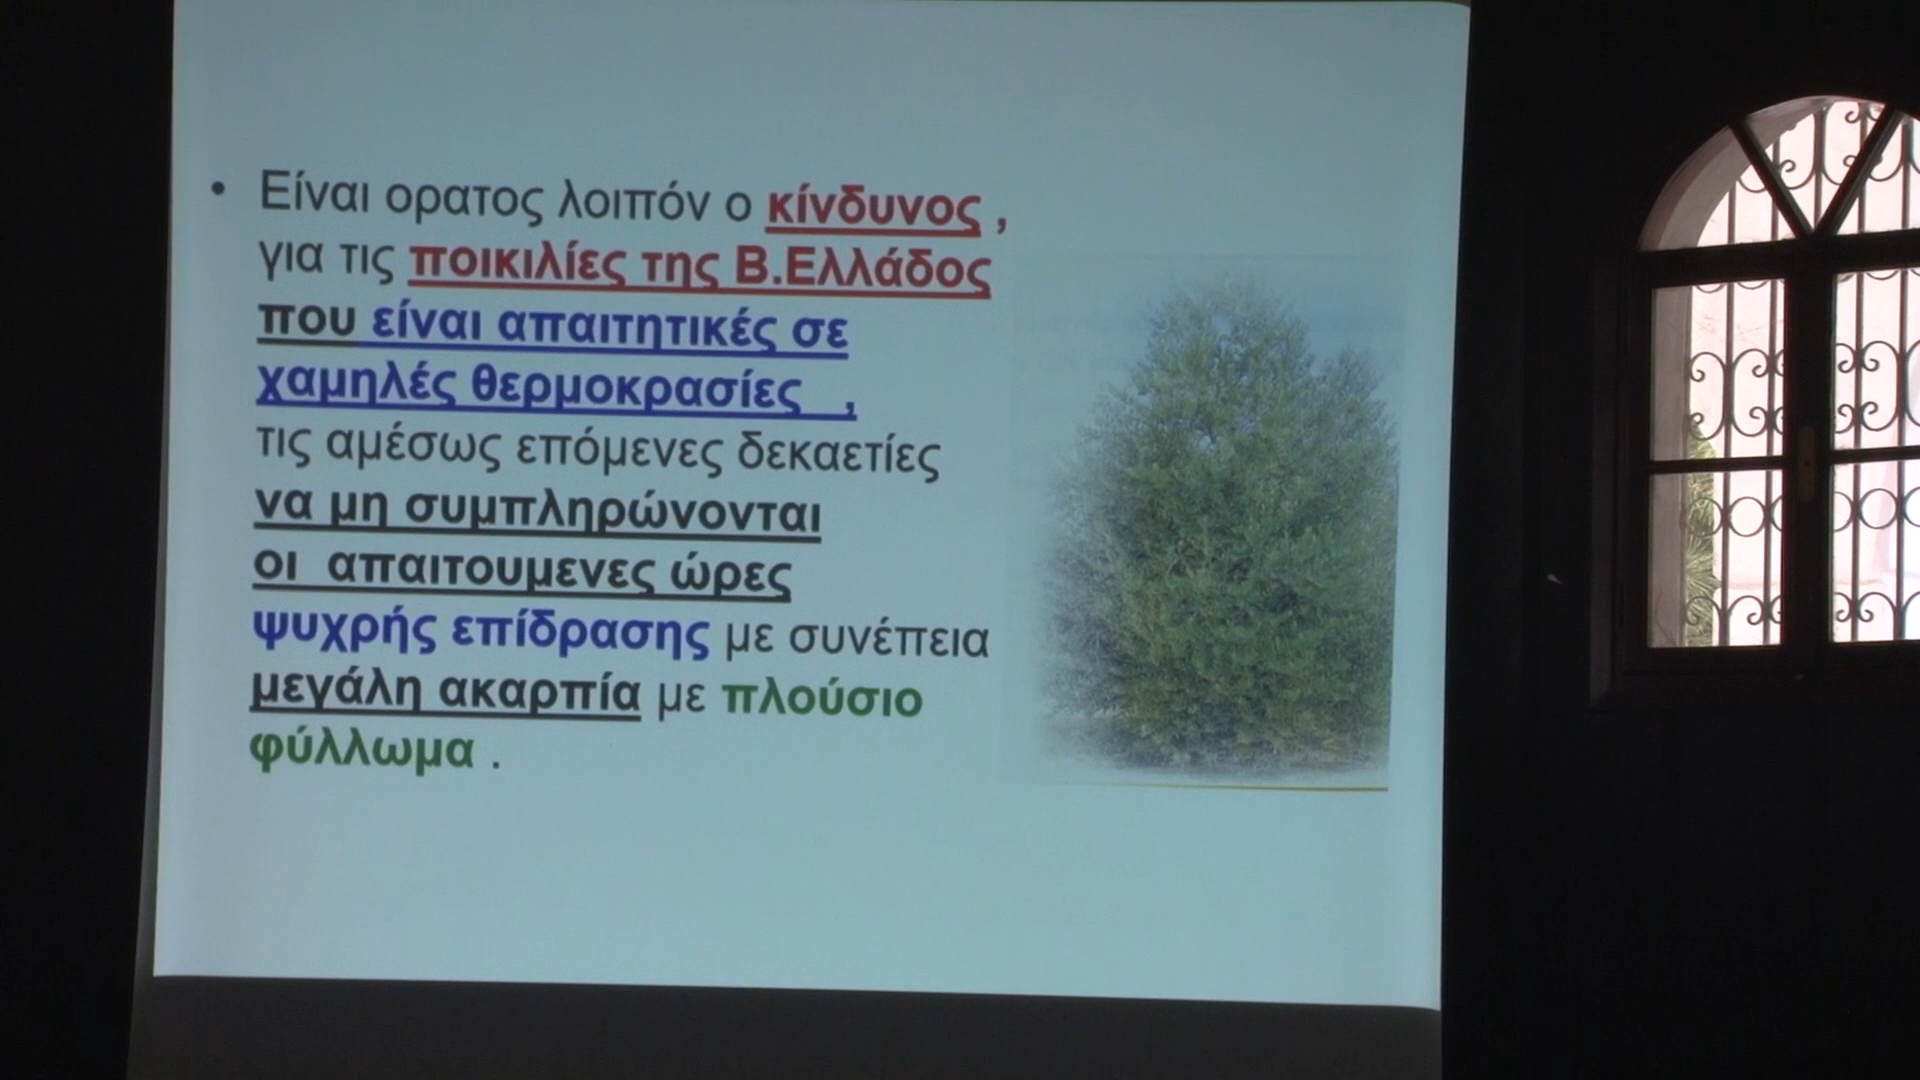 • Είναι ορατος λοιπόν ο κίνδυνος ,
για τις ποικιλίες της Β.Ελλάδος
που είναι απαιτητικές σε
χαμηλές θερμοκρασίες ,
τις αμέσως επόμενες δεκαετίες
να μη συμπληρώνονται
οι απαιτουμενες ώρες
ψυχρής επίδρασης με συνέπεια
μεγάλη ακαρπία με πλούσιο
φύλλωμα .